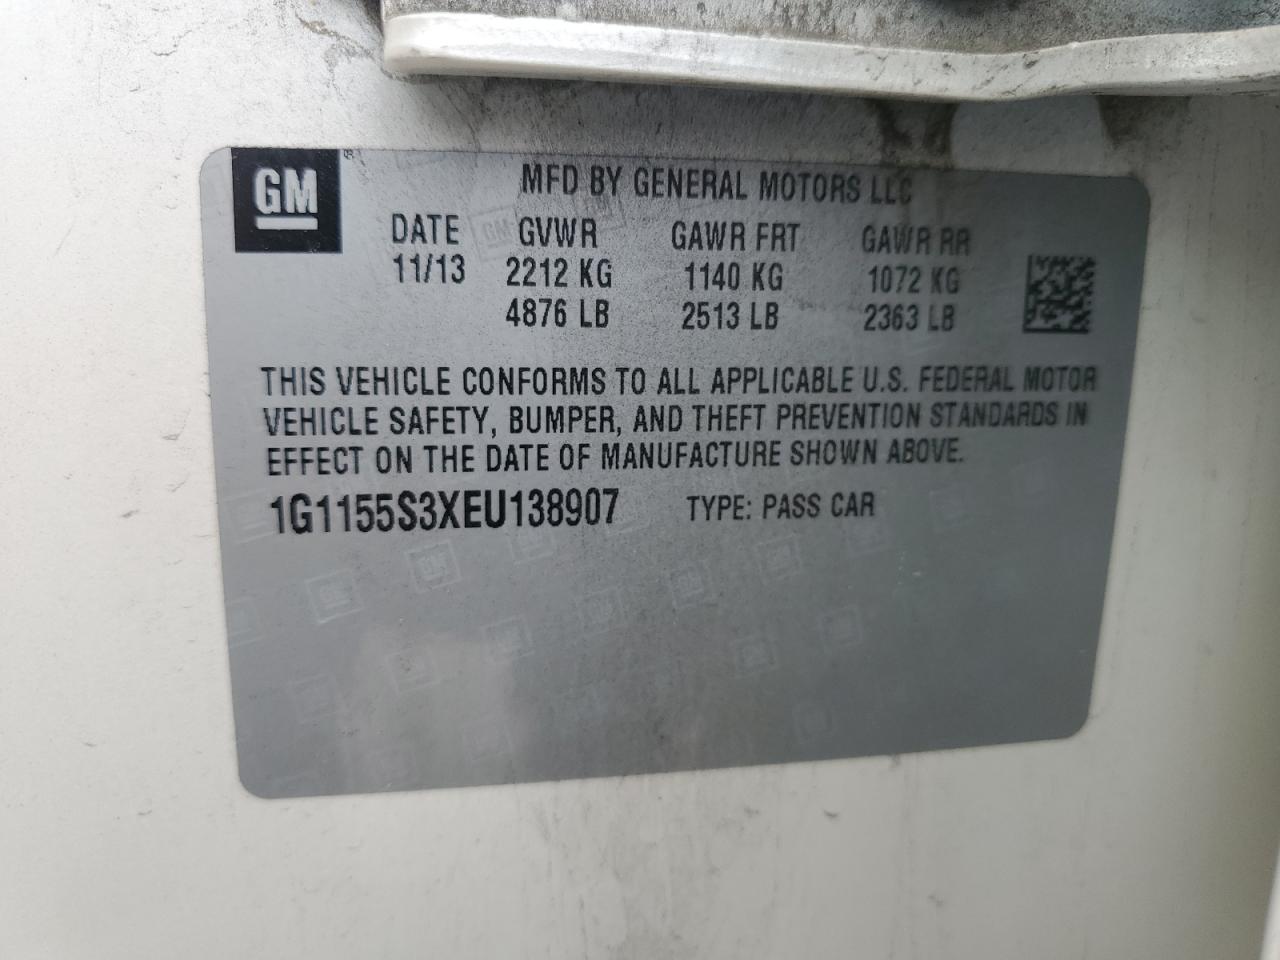 GM
MFD BY GENERAL MOTORS LLC
DATE GVWR GAWR FRT GAWR RR
11/13 2212 KG 1140 KG 1072 KG
4876 LB 2513 LB 2363 LB
THIS VEHICLE CONFORMS TO ALL APPLICABLE U.S. FEDERAL MOTOR
VEHICLE SAFETY, BUMPER, AND THEFT PREVENTION STANDARDS IN
EFFECT ON THE DATE OF MANUFACTURE SHOWN ABOVE.
1G1155S3XEU138907 TYPE: PASS CAR